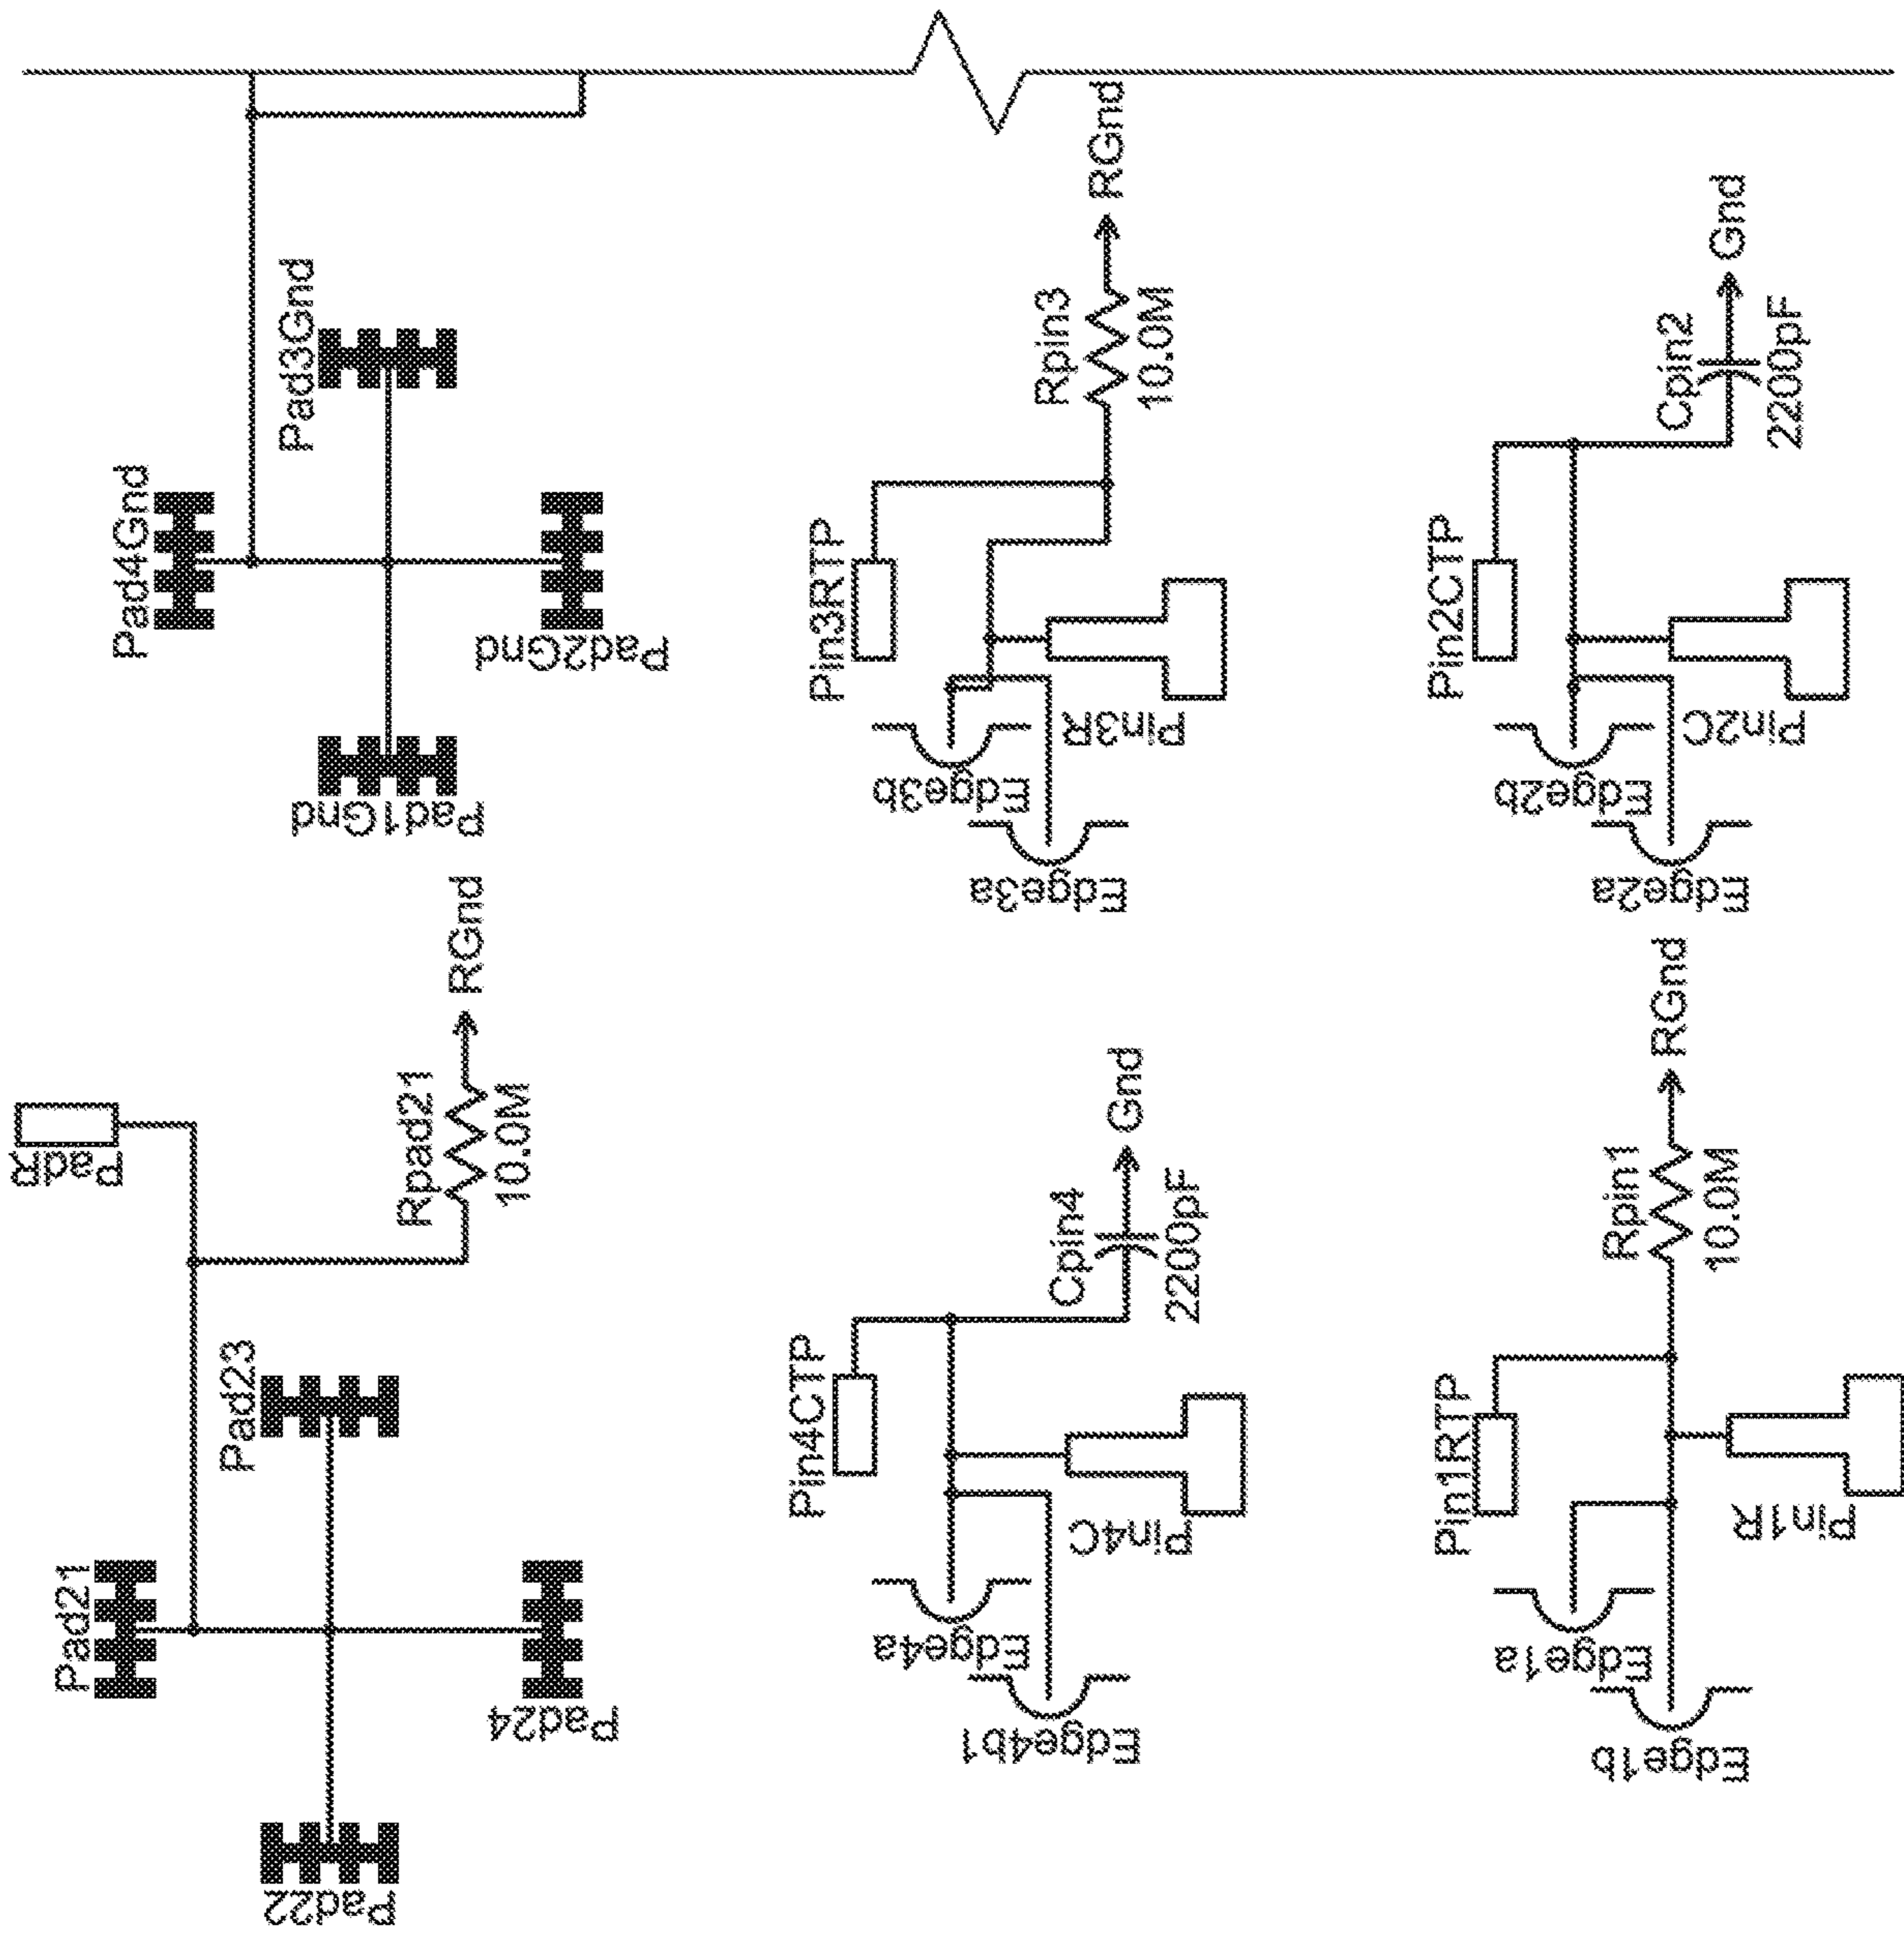 PadR
Pad21
Pad23
Pad22
Pad24
Rpad21
10.0M
RGnd
Pad4Gnd
Pad3Gnd
Pad1Gnd
Pad2Gnd
Pin4CTP
Edge4a
Edge4b1
Pin4C
Cpin4
2200pF
Gnd
Pin3RTP
Edge3b
Edge3a
Pin3R
Rpin3
10.0M
RGnd
Pin1RTP
Edge1a
Edge1b
Pin1R
Rpin1
10.0M
RGnd
Pin2CTP
Edge2b
Edge2a
Pin2C
Cpin2
2200pF
Gnd